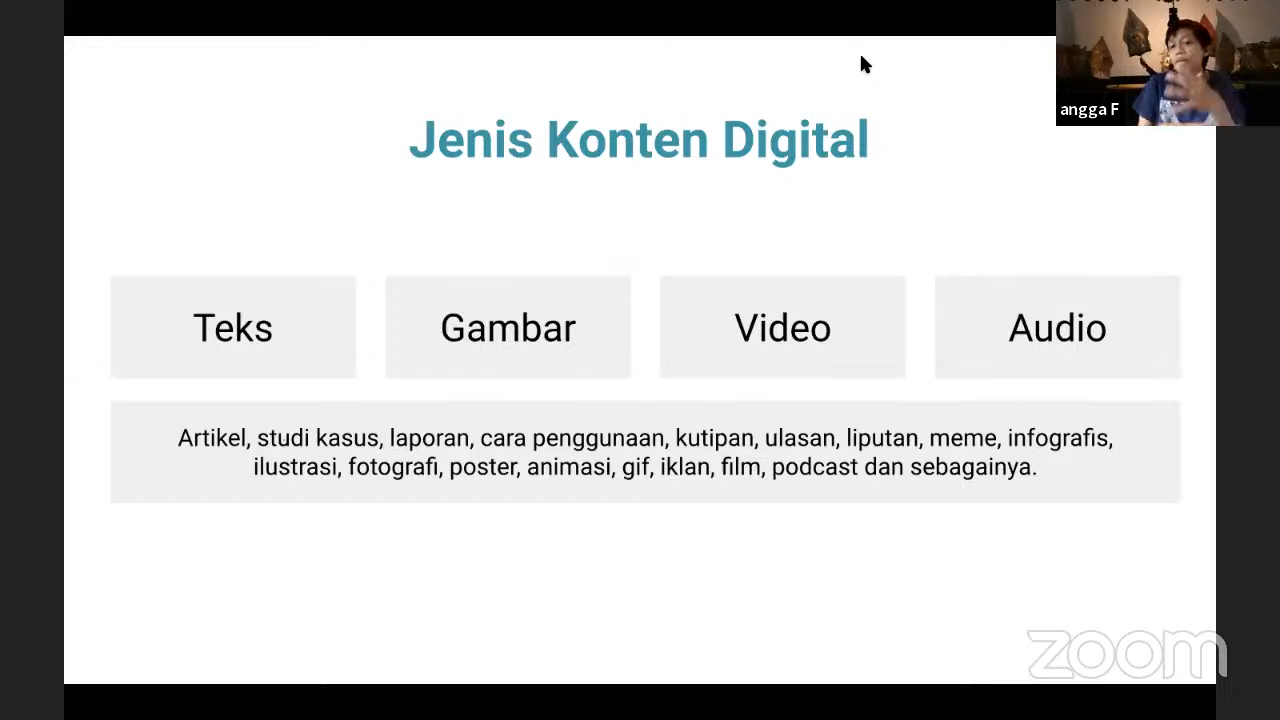 angga F
Jenis Konten Digital
Teks
Gambar
Video
Audio
Artikel, studi kasus, laporan, cara penggunaan, kutipan, ulasan, liputan, meme, infografis,
ilustrasi, fotografi, poster, animasi, gif, iklan, film, podcast dan sebagainya.
zoom